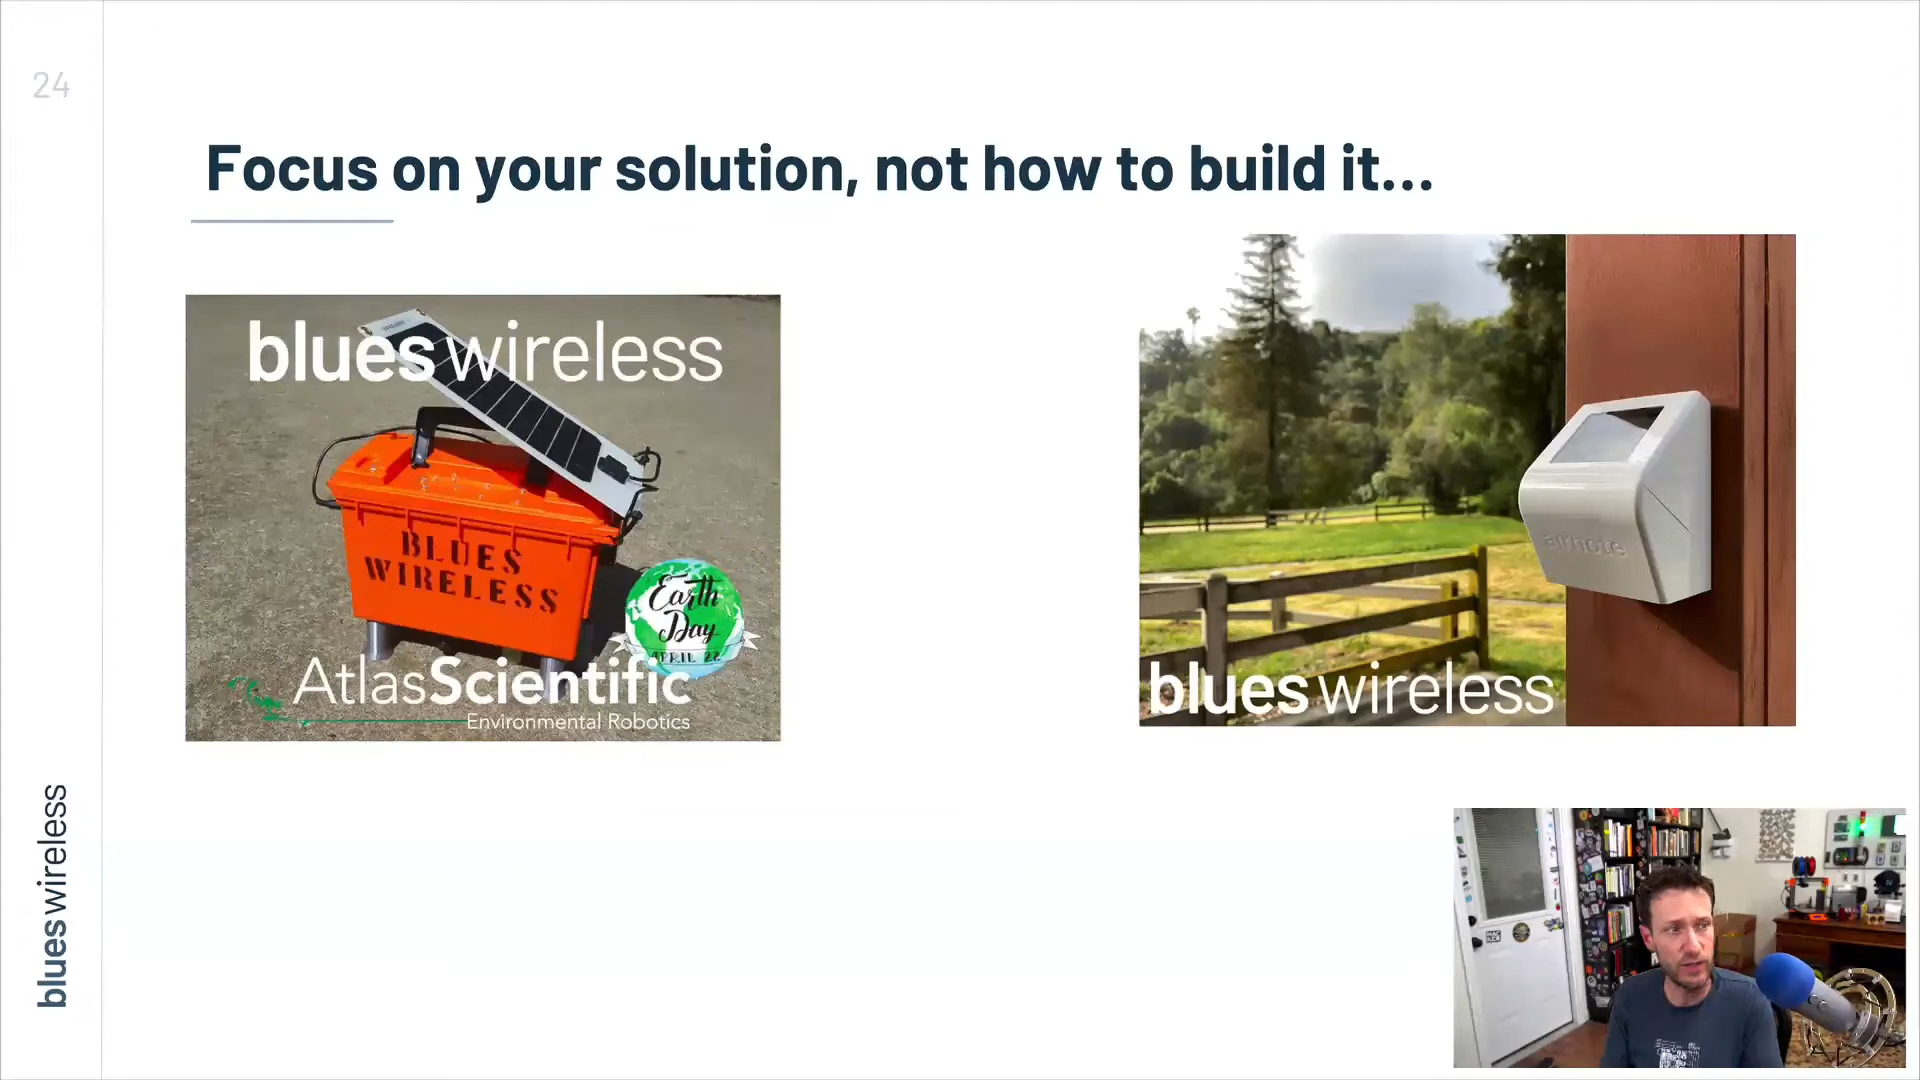 24
Focus on your solution, not how to build it...
blues wireless
BLUES
WIRELESS
Earth
Day
APRIL 22
AtlasScientific
Environmental Robotics
airnote
blues wireless
blues wireless